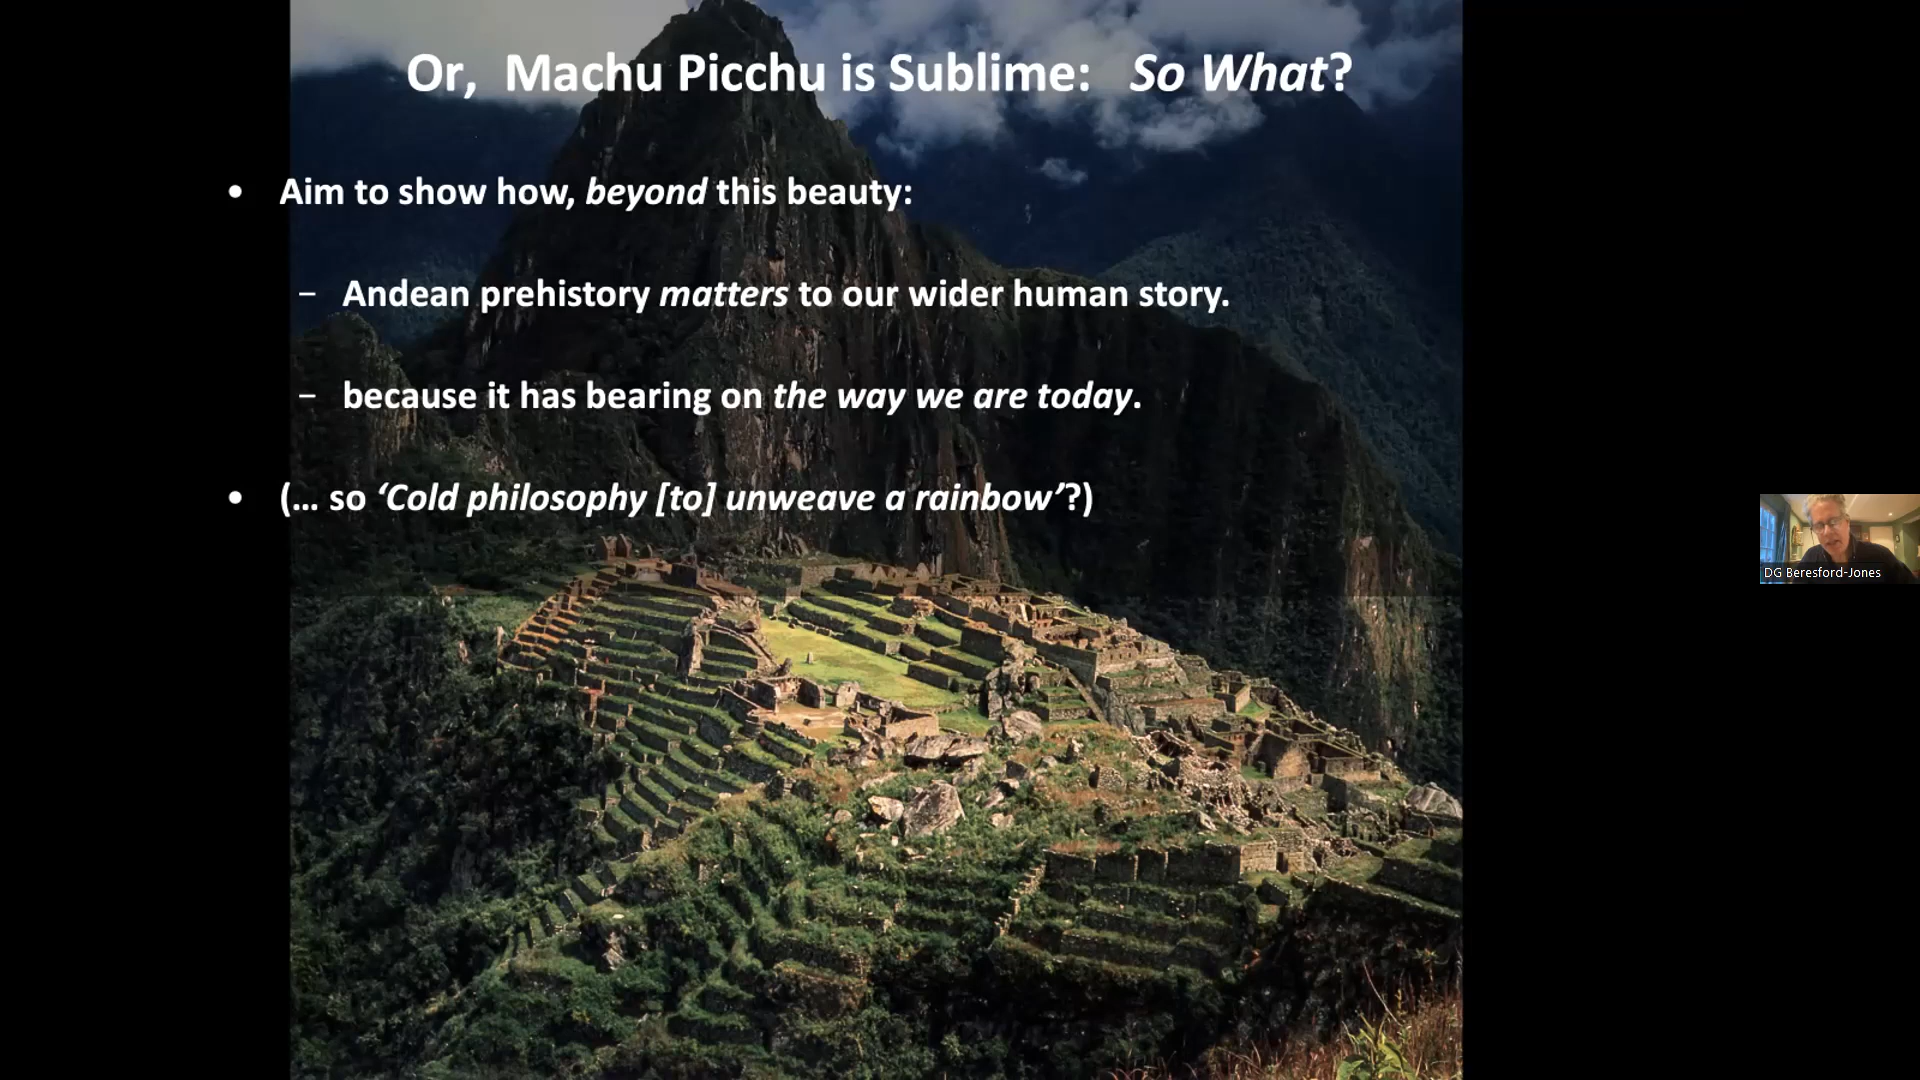 Or, Machu Picchu is Sublime: So What?
• Aim to show how, beyond this beauty:
– Andean prehistory matters to our wider human story.
– because it has bearing on the way we are today.
• (... so ‘Cold philosophy [to] unweave a rainbow’?)
DG Beresford-Jones